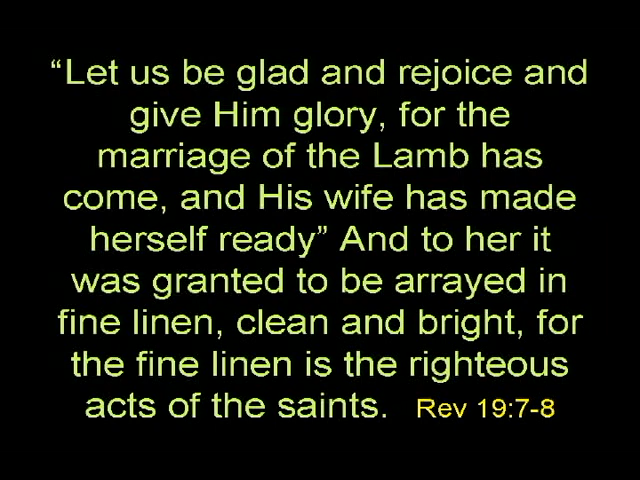 “Let us be glad and rejoice and
give Him glory, for the
marriage of the Lamb has
come, and His wife has made
herself ready” And to her it
was granted to be arrayed in
fine linen, clean and bright, for
the fine linen is the righteous
acts of the saints. Rev 19:7-8